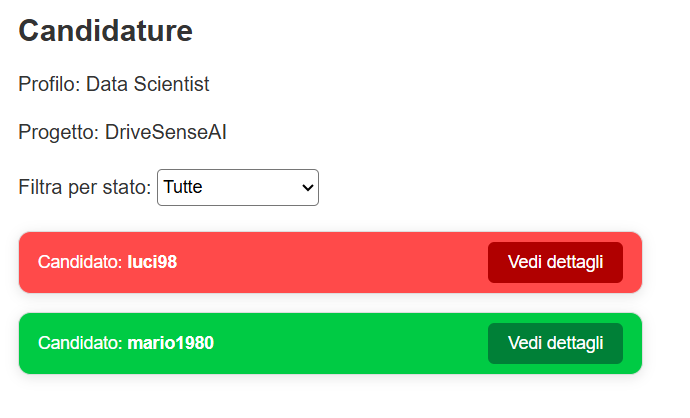 Candidature
Profilo: Data Scientist
Progetto: DriveSenseAI
Filtra per stato: Tutte
Candidato: luci98 Vedi dettagli
Candidato: mario1980 Vedi dettagli